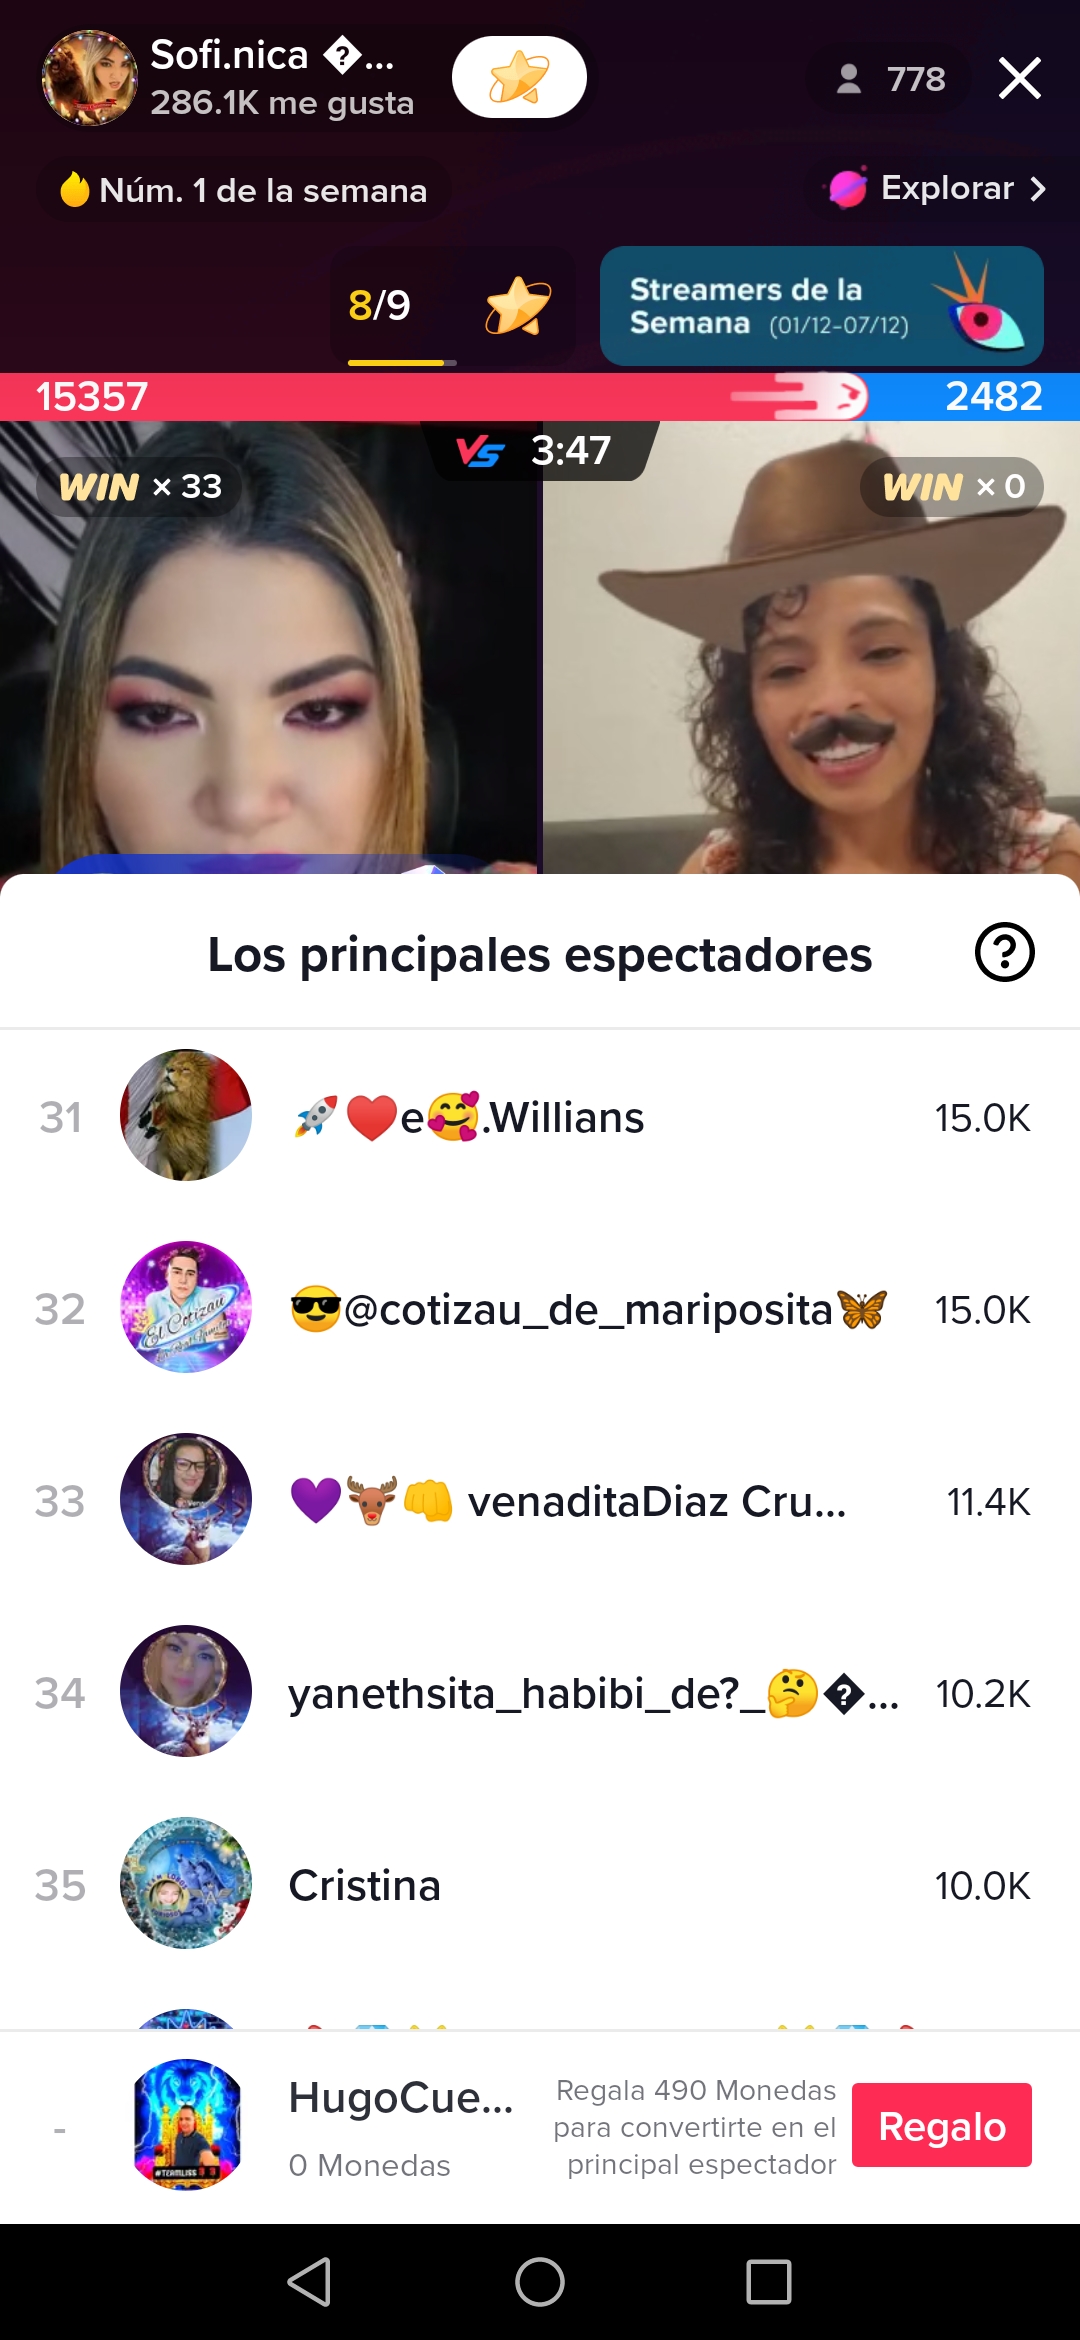 Sofi.nica �...
286.1K me gusta
778
Núm. 1 de la semana
Explorar >
8/9
Streamers de la
Semana (01/12-07/12)
15357
2482
VS 3:47
WIN × 33
WIN × 0
Los principales espectadores
?
31 🚀❤️e🥰.Willians 15.0K
32 😎@cotizau_de_mariposita🦋 15.0K
El Cotizau
33 💜🦌👊 venaditaDiaz Cru... 11.4K
34 yanethsita_habibi_de?_🤔�... 10.2K
35 Cristina 10.0K
- HugoCue...
0 Monedas
#TEAMLISS
Regala 490 Monedas
para convertirte en el
principal espectador
Regalo